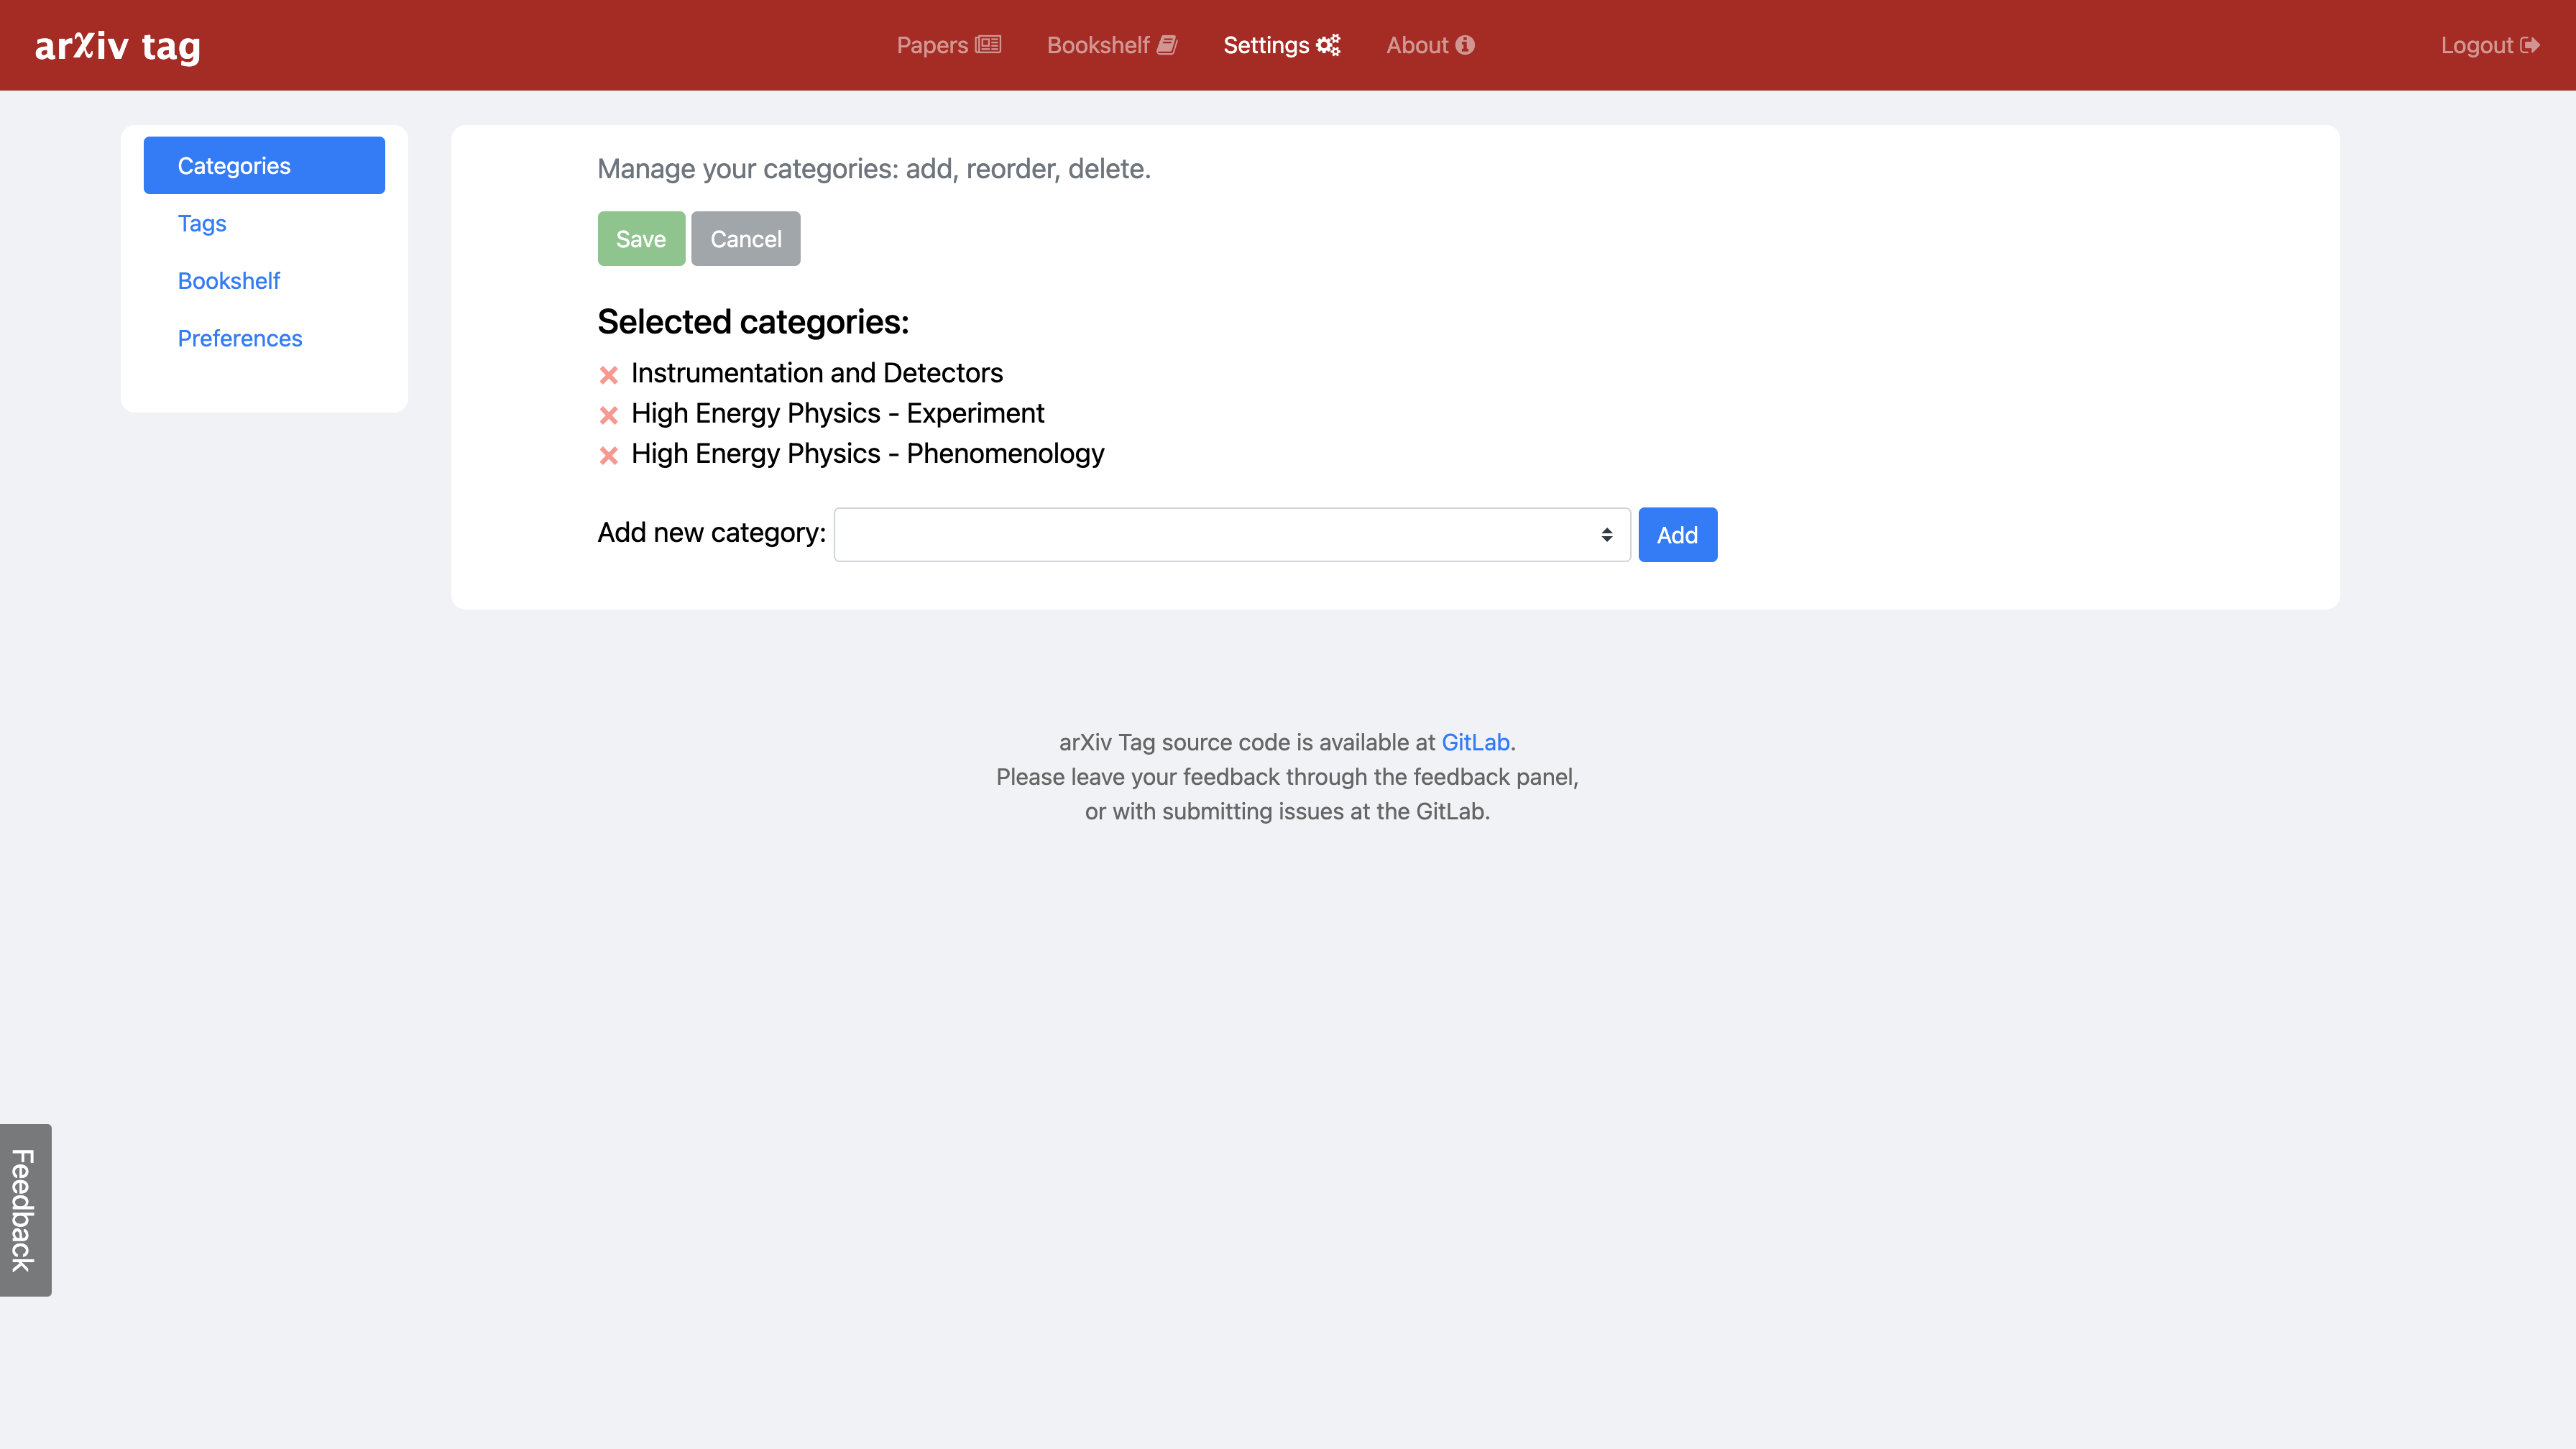 arXiv tag
Papers
Bookshelf
Settings
About
Logout
Categories
Tags
Bookshelf
Preferences
Manage your categories: add, reorder, delete.
Save
Cancel
Selected categories:
Instrumentation and Detectors
High Energy Physics - Experiment
High Energy Physics - Phenomenology
Add new category:
Add
arXiv Tag source code is available at GitLab.
Please leave your feedback through the feedback panel,
or with submitting issues at the GitLab.
Feedback